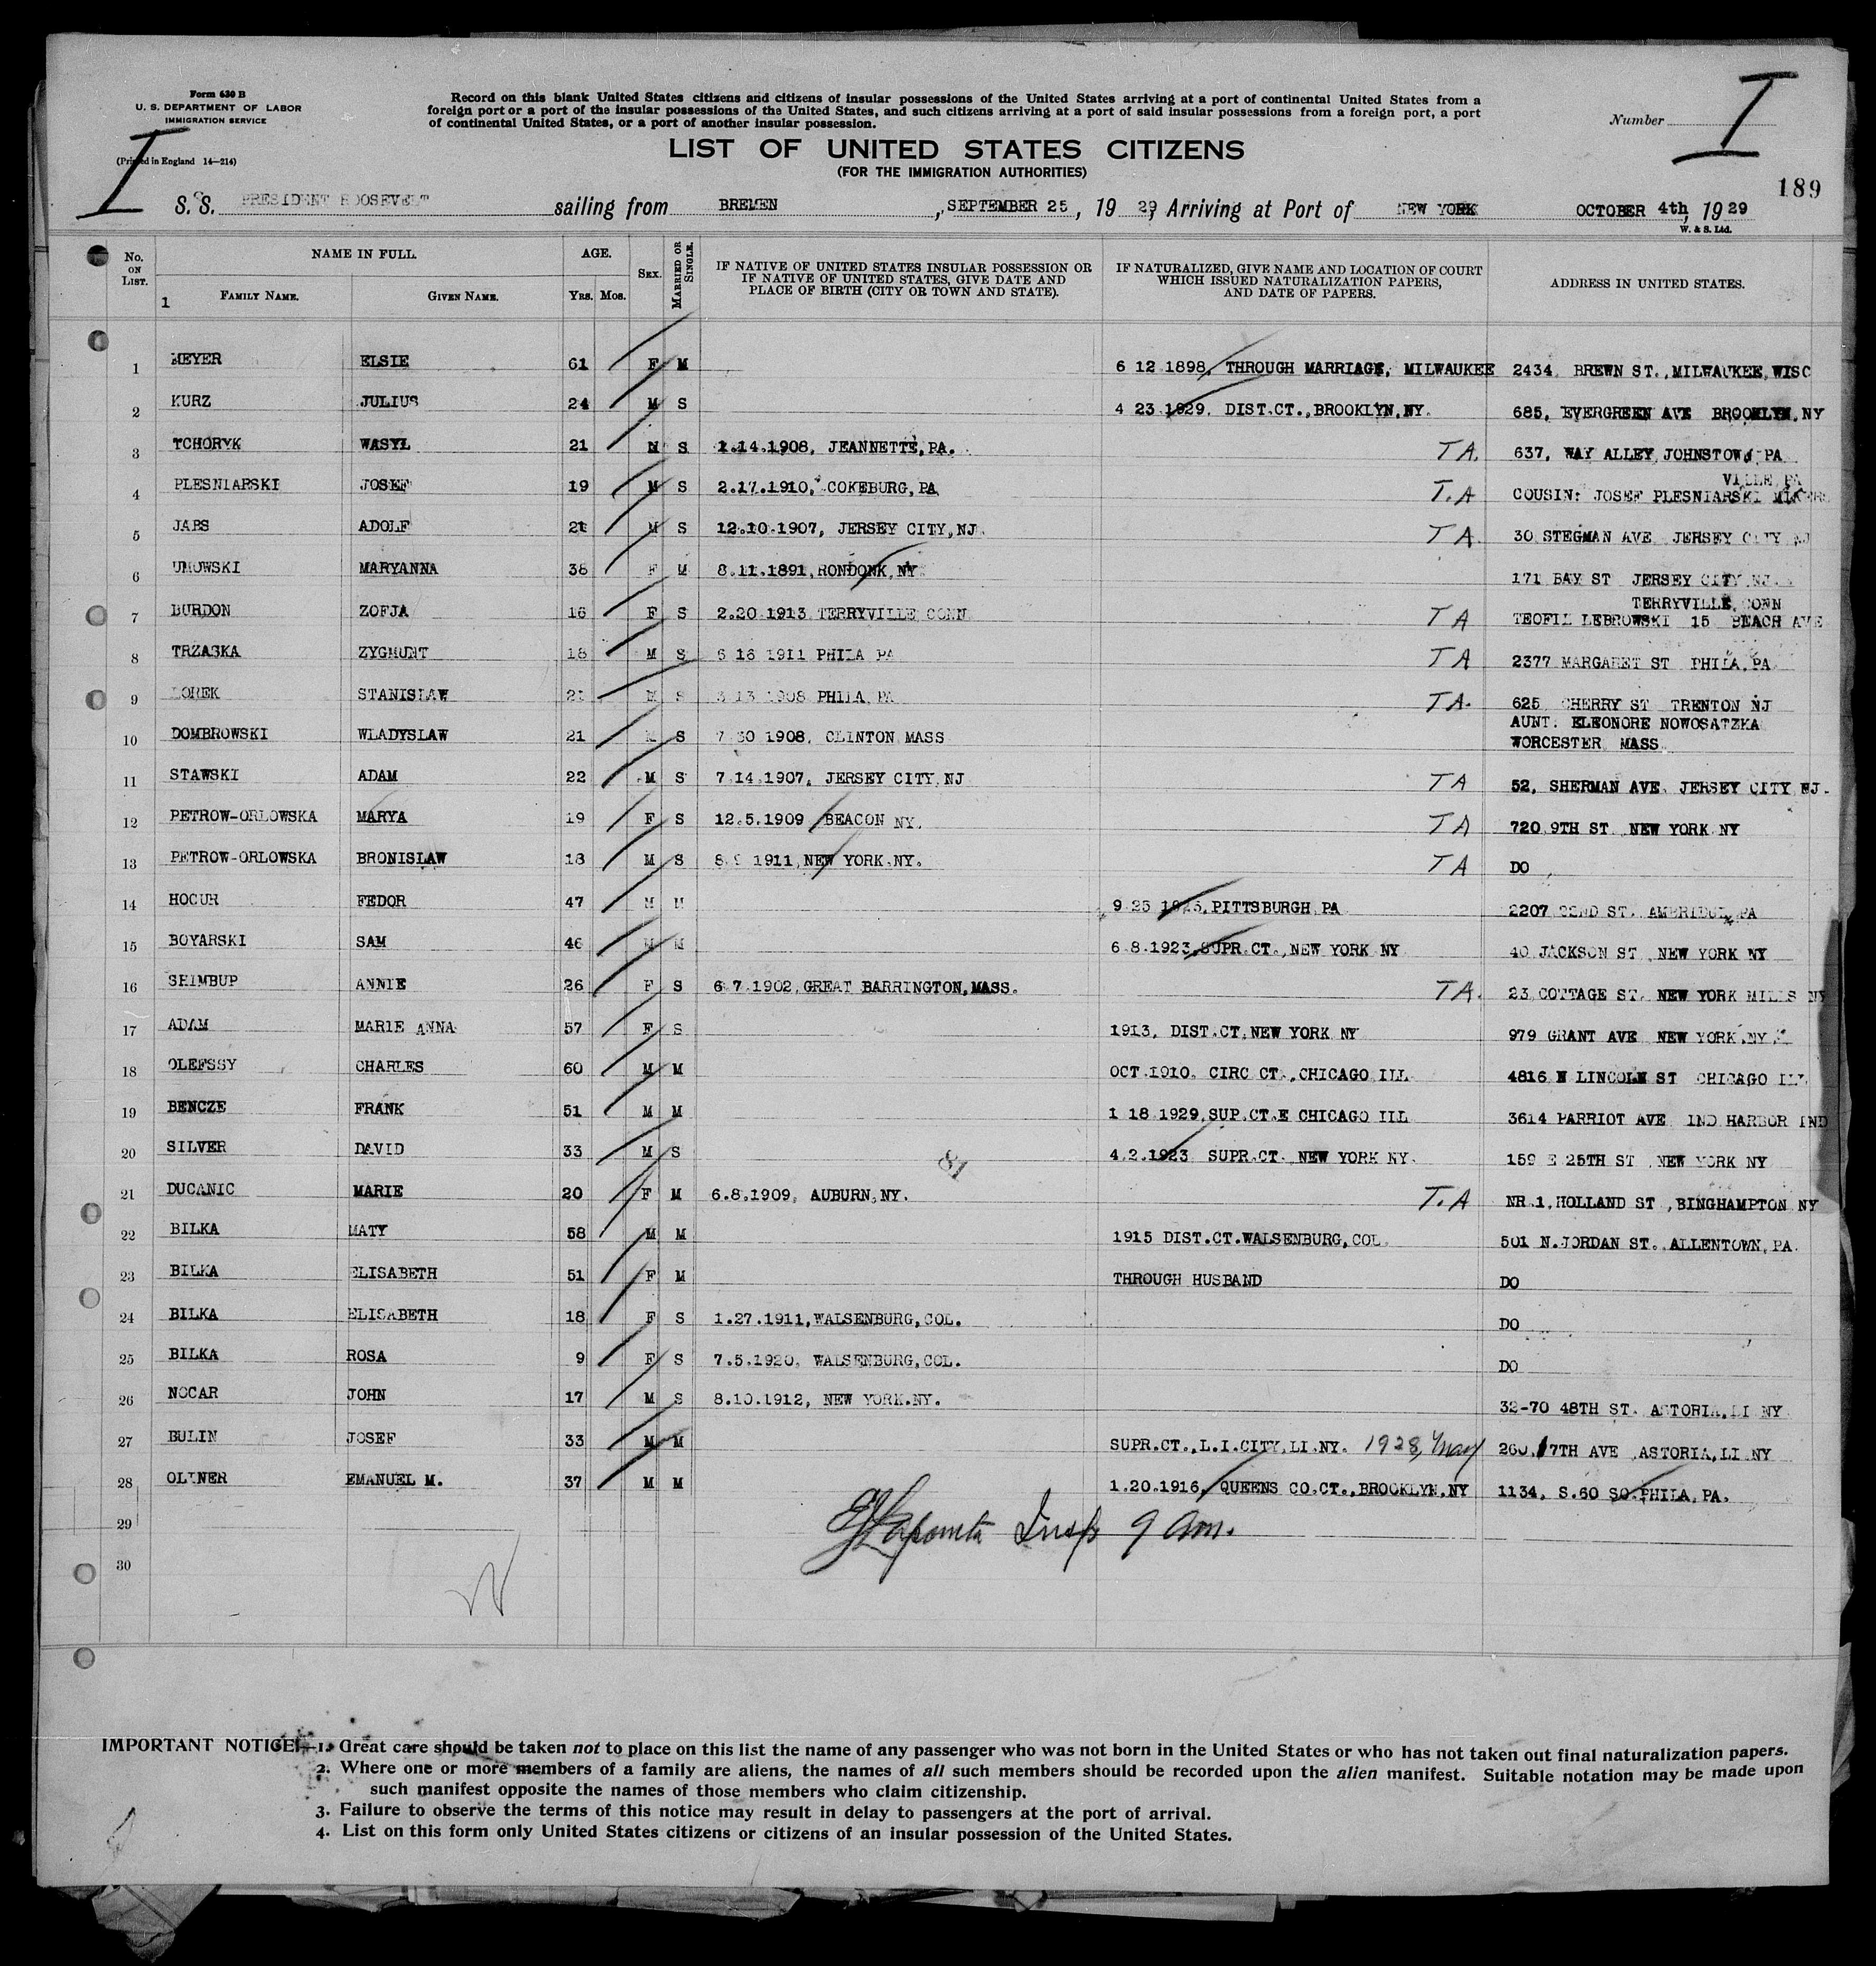 Form 630 B
U. S. DEPARTMENT OF LABOR
IMMIGRATION SERVICE
(Printed in England 14—214)
I
Record on this blank United States citizens and citizens of insular possessions of the United States arriving at a port of continental United States from a
foreign port or a port of the insular possessions of the United States, and such citizens arriving at a port of said insular possessions from a foreign port, a port
of continental United States, or a port of another insular possession.
Number I
LIST OF UNITED STATES CITIZENS
(FOR THE IMMIGRATION AUTHORITIES)
189
S.S. PRESIDENT ROOSEVELT sailing from BREMEN, SEPTEMBER 25, 19 29, Arriving at Port of NEW YORK OCTOBER 4th, 1929
W. & S. Ltd.
No. ON LIST. NAME IN FULL. AGE. SEX. MARRIED OR SINGLE. IF NATIVE OF UNITED STATES INSULAR POSSESSION OR IF NATIVE OF UNITED STATES, GIVE DATE AND PLACE OF BIRTH (CITY OR TOWN AND STATE). IF NATURALIZED, GIVE NAME AND LOCATION OF COURT WHICH ISSUED NATURALIZATION PAPERS, AND DATE OF PAPERS. ADDRESS IN UNITED STATES.
1 FAMILY NAME. GIVEN NAME. YRS. MOS.
1 MEYER ELSIE 61 F M 6 12 1898, THROUGH MARRIAGE, MILWAUKEE 2434 BREWN ST., MILWAUKEE, WISC
2 KURZ JULIUS 24 M S 4 23 1929, DIST.CT., BROOKLYN, NY. 685, EVERGREEN AVE BROOKLYN, NY
3 TCHORYK WASYL 21 M S 1.14.1908, JEANNETTE, PA. TA. 637, WAY ALLEY JOHNSTOWN PA
4 PLESNIARSKI JOSEF 19 M S 2.17.1910, COKEBURG, PA T.A COUSIN: JOSEF PLESNIARSKI VILLE PA
5 JABS ADOLF 21 M S 12.10.1907, JERSEY CITY, NJ. TA. 30 STEGMAN AVE JERSEY CITY NJ
6 UMOWSKI MARYANNA 38 F M 8.11.1891, RONDONK, NY 171 BAY ST JERSEY CITY NJ.
7 BURDON ZOFJA 16 F S 2.20 1913 TERRYVILLE CONN TA TEOFIL LEBROWSKI 15 BEACH AVE TERRYVILLE, CONN
8 TRZASKA ZYGMUNT 18 M S 6 16 1911 PHILA PA TA 2377 MARGARET ST PHILA, PA
9 LOREK STANISLAW 21 M S 3 13 1908 PHILA, PA TA. 625 CHERRY ST TRENTON NJ
10 DOMBROWSKI WLADYSLAW 21 S 7 30 1908, CLINTON MASS AUNT: ELEONORE NOWOSATZKA WORCESTER MASS
11 STAWSKI ADAM 22 M S 7 14 1907, JERSEY CITY NJ TA 52, SHERMAN AVE. JERSEY CITY NJ.
12 PETROW-ORLOWSKA MARYA 19 F S 12.5.1909 BEACON NY. TA 720 9TH ST NEW YORK NY
13 PETROW-ORLOWSKA BRONISLAW 18 M S 1911, NEW YORK.NY. TA DO
14 HOCUR FEDOR 47 M M 9 25 PITTSBURGH PA 2207 22ND ST. AMBRIDGE PA
15 BOYARSKI SAM 46 M M 6 8.1923, SUPR.CT., NEW YORK NY 40 JACKSON ST NEW YORK NY
16 SHIMBUP ANNIE 26 F S 6 7.1902, GREAT BARRINGTON, MASS. TA. 23 COTTAGE ST. NEW YORK MILLS NY
17 ADAM MARIE ANNA 57 F S 1913, DIST.CT, NEW YORK NY 979 GRANT AVE NEW YORK.NY
18 OLEFSSY CHARLES 60 M M OCT.1910. CIRC CT., CHICAGO ILL 4816 N LINCOLN ST CHICAGO ILL
19 BENCZE FRANK 51 M M 1 18 1929, SUP.CT.E CHICAGO ILL 3614 PARRIOT AVE IND HARBOR IND
20 SILVER DAVID 33 M S 81 4.2.1923 SUPR.CT. NEW YORK NY. 159 E 25TH ST NEW YORK NY
21 DUCANIC MARIE 20 F M 6.8.1909, AUBURN, NY. T.A NR 1, HOLLAND ST, BINGHAMPTON NY
22 BILKA MATY 58 M M 1915 DIST.CT.WALSENBURG, COL. 501 N.JORDAN ST. ALLENTOWN, PA.
23 BILKA ELISABETH 51 F M THROUGH HUSBAND DO
24 BILKA ELISABETH 18 F S 1.27.1911, WALSENBURG, COL. DO
25 BILKA ROSA 9 F S 7.5.1920, WALSENBURG, COL. DO
26 NOCAR JOHN 17 M S 8.10.1912, NEW YORK.NY. 32-70 48TH ST. ASTORIA, LI NY
27 BULIN JOSEF 33 M M SUPR.CT., L.I.CITY, LI.NY. 1928, May 260, 17TH AVE ASTORIA, LI NY
28 OLTNER EMANUEL M. 37 M M 1.20.1916, QUEENS CO.CT., BROOKLYN, NY 1134, S.60 SO.PHILA, PA.
29 Insp 9 am.
30
IMPORTANT NOTICE!—1. Great care should be taken not to place on this list the name of any passenger who was not born in the United States or who has not taken out final naturalization papers.
2. Where one or more members of a family are aliens, the names of all such members should be recorded upon the alien manifest. Suitable notation may be made upon
such manifest opposite the names of those members who claim citizenship.
3. Failure to observe the terms of this notice may result in delay to passengers at the port of arrival.
4. List on this form only United States citizens or citizens of an insular possession of the United States.